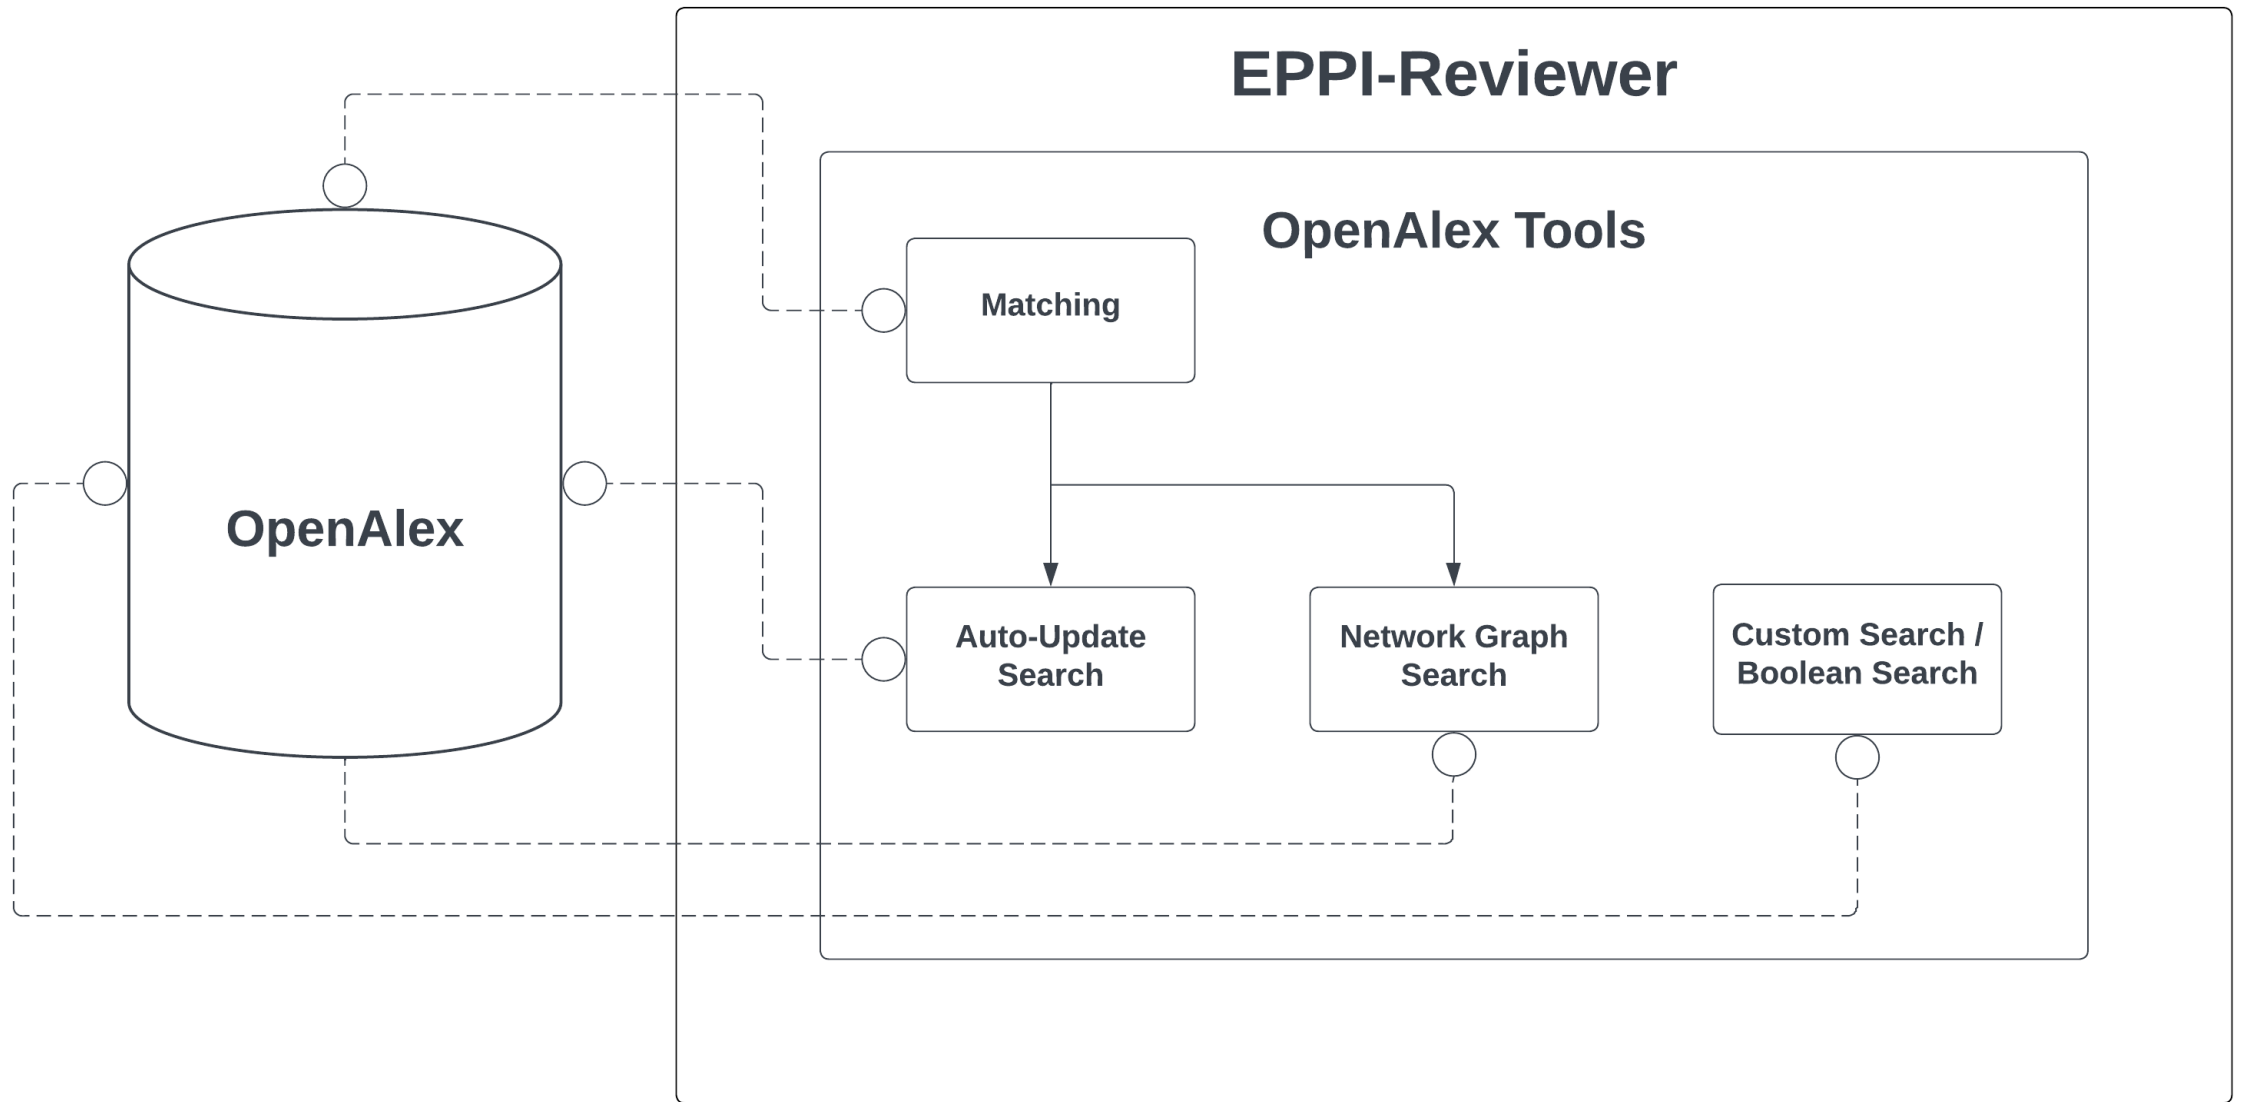 EPPI-Reviewer
OpenAlex Tools
Matching
OpenAlex
Auto-Update
Search
Network Graph
Search
Custom Search /
Boolean Search